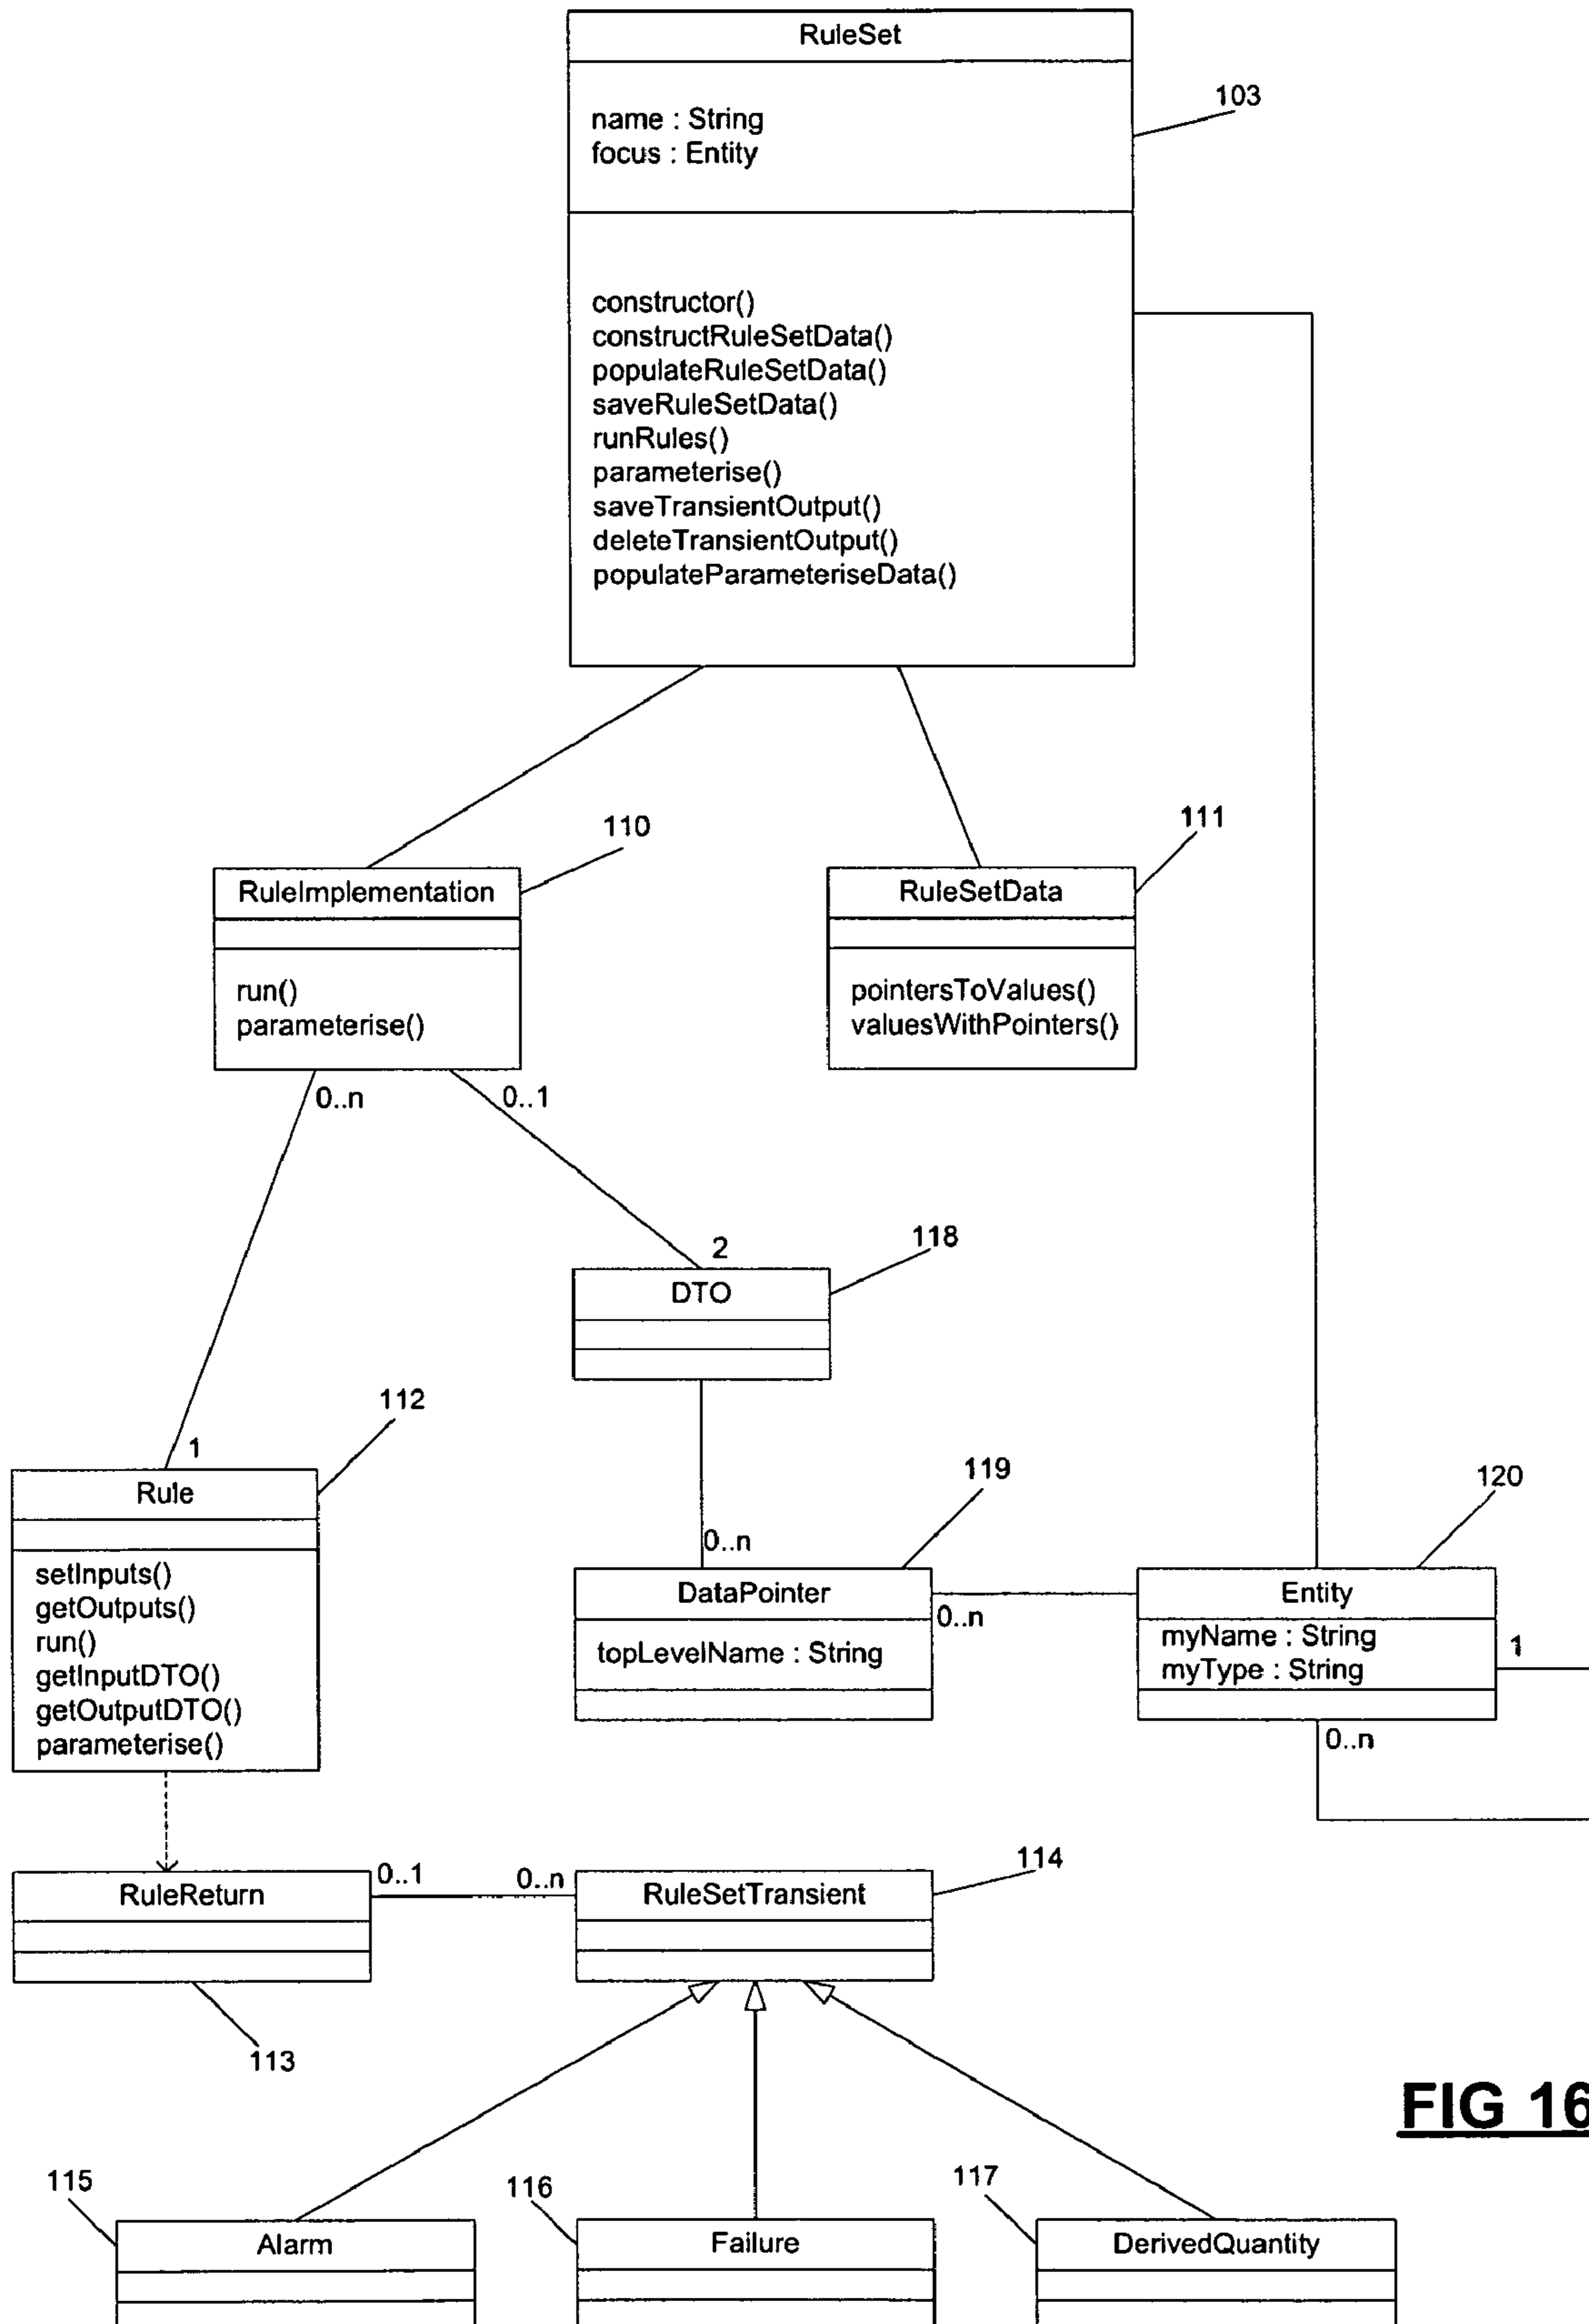 RuleSet
103
name : String
focus : Entity
constructor()
constructRuleSetData()
populateRuleSetData()
saveRuleSetData()
runRules()
parameterise()
saveTransientOutput()
deleteTransientOutput()
populateParameteriseData()
110
111
RuleImplementation
RuleSetData
run()
parameterise()
pointersToValues()
valuesWithPointers()
0..n
0..1
2
118
DTO
112
1
Rule
119
120
0..n
setInputs()
getOutputs()
run()
getInputDTO()
getOutputDTO()
parameterise()
DataPointer
0..n
Entity
topLevelName : String
myName : String
myType : String
1
0..n
114
RuleReturn
0..1
0..n
RuleSetTransient
113
FIG 16
115
116
117
Alarm
Failure
DerivedQuantity